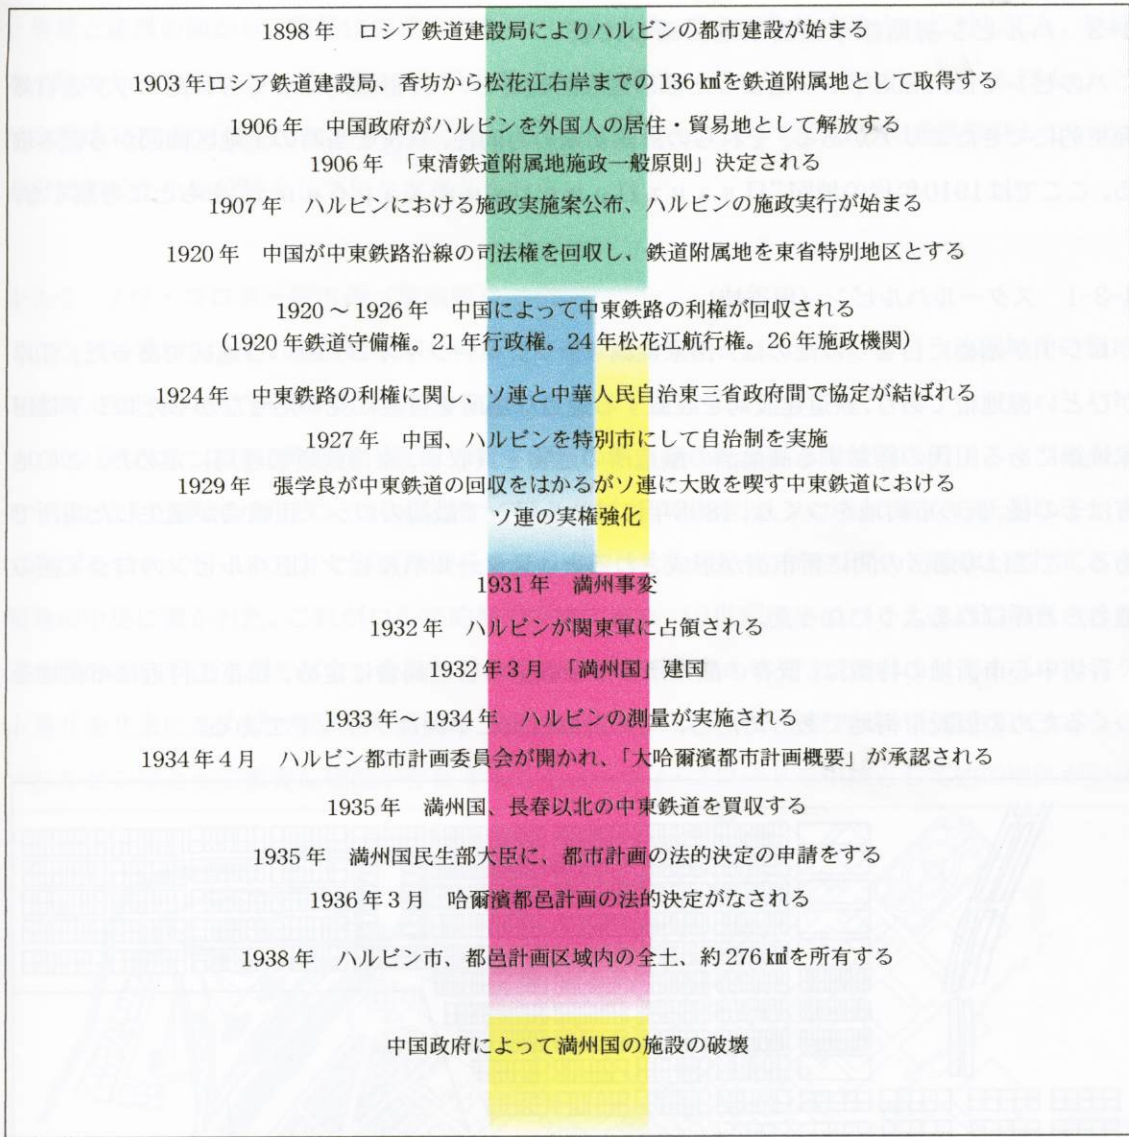 1898年　ロシア鉄道建設局によりハルビンの都市建設が始まる
1903年ロシア鉄道建設局、香坊から松花江右岸までの136㎢を鉄道附属地として取得する
1906年　中国政府がハルビンを外国人の居住・貿易地として解放する
1906年　「東清鉄道附属地施政一般原則」決定される
1907年　ハルビンにおける施政実施案公布、ハルビンの施政実行が始まる
1920年　中国が中東鉄路沿線の司法権を回収し、鉄道附属地を東省特別地区とする
1920～1926年　中国によって中東鉄路の利権が回収される
(1920年鉄道守備権。21年行政権。24年松花江航行権。26年施政機関)
1924年　中東鉄路の利権に関し、ソ連と中華人民自治東三省政府間で協定が結ばれる
1927年　中国、ハルビンを特別市にして自治制を実施
1929年　張学良が中東鉄道の回収をはかるがソ連に大敗を喫す中東鉄道における
ソ連の実権強化
1931年　満州事変
1932年　ハルビンが関東軍に占領される
1932年3月　「満州国」建国
1933年～1934年　ハルビンの測量が実施される
1934年4月　ハルビン都市計画委員会が開かれ、「大哈爾濱都市計画概要」が承認される
1935年　満州国、長春以北の中東鉄道を買収する
1935年　満州国民生部大臣に、都市計画の法的決定の申請をする
1936年3月　哈爾濱都邑計画の法的決定がなされる
1938年　ハルビン市、都邑計画区域内の全土、約276㎢を所有する
中国政府によって満州国の施設の破壊